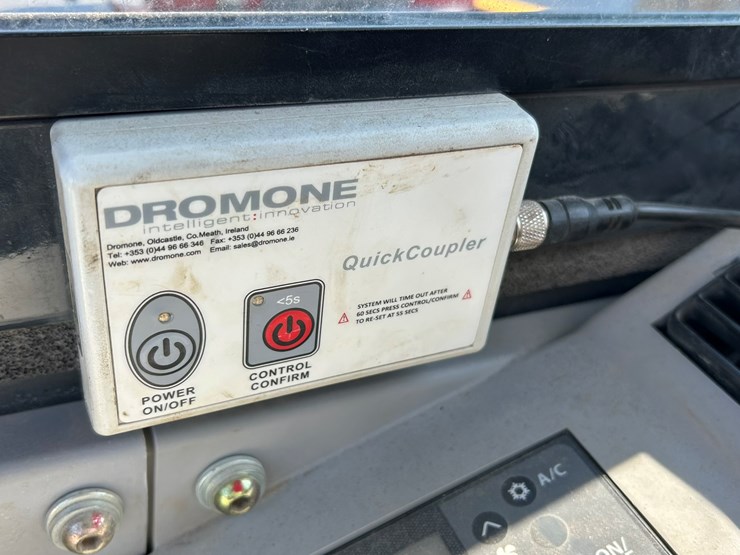 DROMONE
intelligent:innovation
Dromone, Oldcastle, Co.Meath, Ireland
Tel: +353 (0)44 96 66 346 Fax: +353 (0)44 96 66 236
Web: www.dromone.com Email: sales@dromone.ie
QuickCoupler
<5s
SYSTEM WILL TIME OUT AFTER
60 SECS PRESS CONTROL/CONFIRM
TO RE-SET AT 55 SECS
POWER
ON/OFF
CONTROL
CONFIRM
A/C
ON/